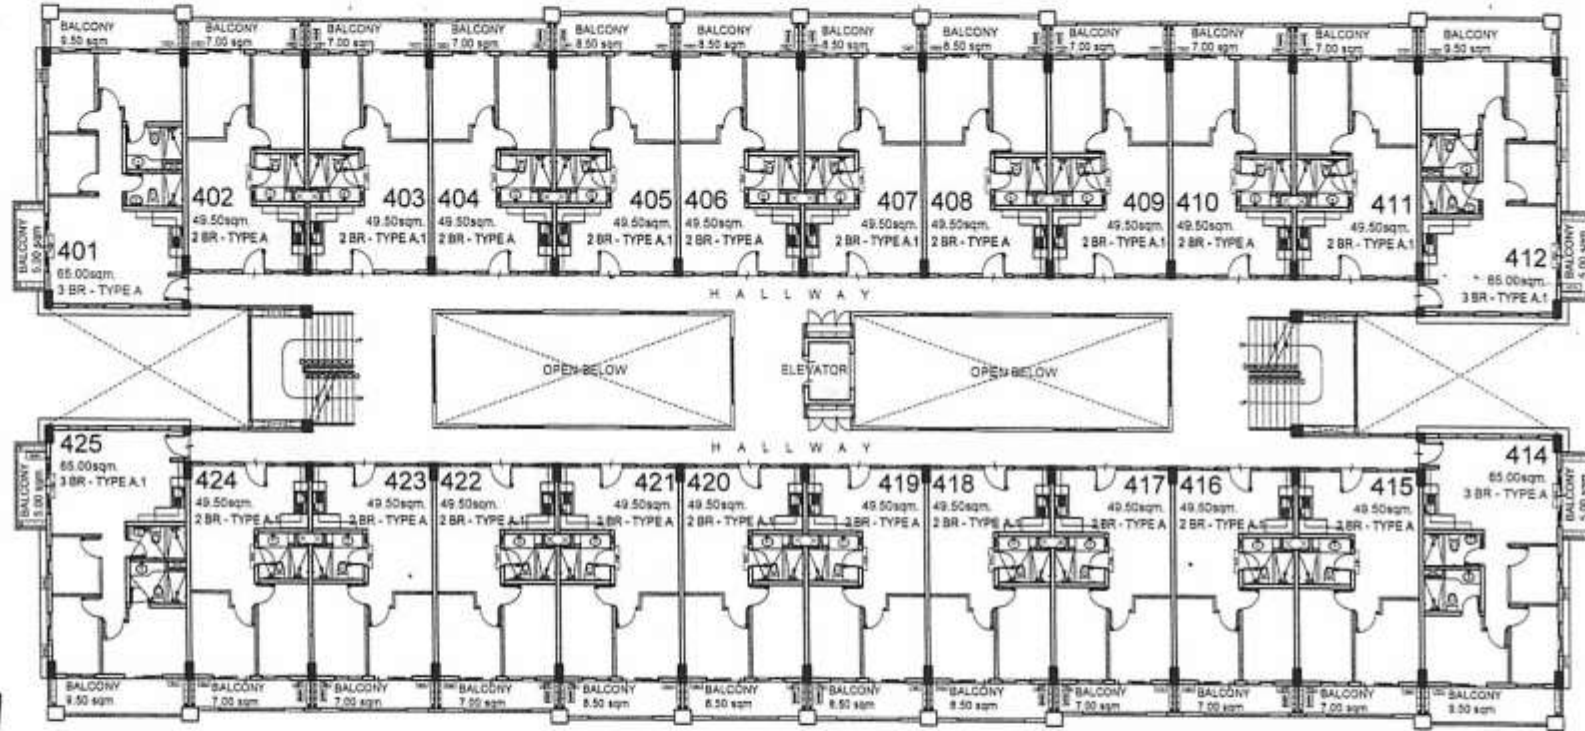 BALCONY
9.50 sqm
BALCONY
7.00 sqm
BALCONY
7.00 sqm
BALCONY
7.00 sqm
BALCONY
8.50 sqm
BALCONY
8.50 sqm
BALCONY
8.50 sqm
BALCONY
8.50 sqm
BALCONY
7.00 sqm
BALCONY
7.00 sqm
BALCONY
7.00 sqm
BALCONY
9.50 sqm
BALCONY
5.00 sqm
401
65.00sqm.
3 BR - TYPE A
402
49.50sqm.
2 BR - TYPE A
403
49.50sqm.
2 BR - TYPE A.1
404
49.50sqm.
2 BR - TYPE A
405
49.50sqm.
2 BR - TYPE A.1
406
49.50sqm.
2 BR - TYPE A
407
49.50sqm.
2 BR - TYPE A.1
408
49.50sqm.
2 BR - TYPE A
409
49.50sqm.
2 BR - TYPE A.1
410
49.50sqm.
2 BR - TYPE A
411
49.50sqm.
2 BR - TYPE A.1
412
65.00sqm.
3 BR - TYPE A.1
BALCONY
5.00 sqm
HALLWAY
OPEN BELOW
ELEVATOR
OPEN BELOW
HALLWAY
BALCONY
5.00 sqm
425
65.00sqm.
3 BR - TYPE A.1
424
49.50sqm.
2 BR - TYPE A
423
49.50sqm.
2 BR - TYPE A
422
49.50sqm.
2 BR - TYPE A.1
421
49.50sqm.
2 BR - TYPE A
420
49.50sqm.
2 BR - TYPE A.1
419
49.50sqm.
2 BR - TYPE A
418
49.50sqm.
2 BR - TYPE A.1
417
49.50sqm.
2 BR - TYPE A
416
49.50sqm.
2 BR - TYPE A.1
415
49.50sqm.
2 BR - TYPE A
414
65.00sqm.
3 BR - TYPE A
BALCONY
5.00 sqm
BALCONY
9.50 sqm
BALCONY
7.00 sqm
BALCONY
7.00 sqm
BALCONY
7.00 sqm
BALCONY
8.50 sqm
BALCONY
8.50 sqm
BALCONY
8.50 sqm
BALCONY
8.50 sqm
BALCONY
7.00 sqm
BALCONY
7.00 sqm
BALCONY
7.00 sqm
BALCONY
9.50 sqm